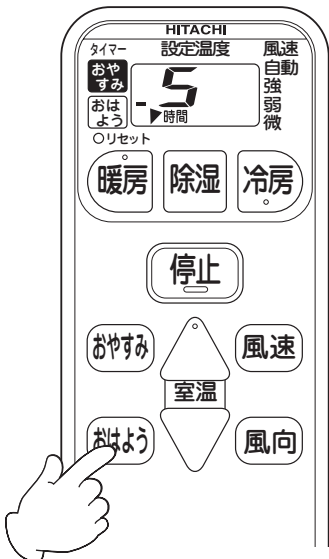 HITACHI
タイマー 設定温度 風速
おやすみ
おはよう
-5
時間
自動
強
弱
微
リセット
暖房 除湿 冷房
停止
おやすみ 風速
室温
おはよう 風向